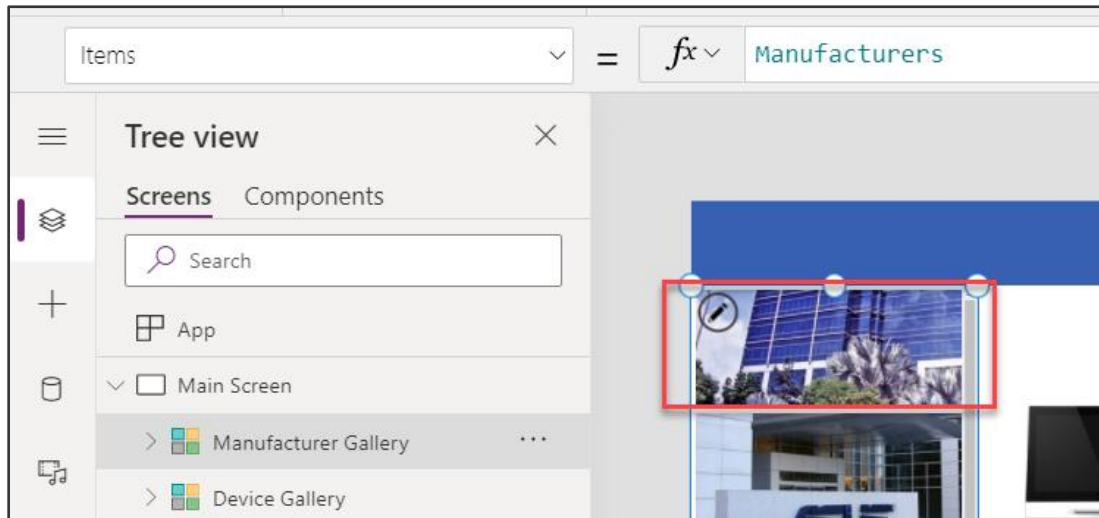 Items = fx Manufacturers
Tree view
Screens Components
Search
App
Main Screen
Manufacturer Gallery
Device Gallery